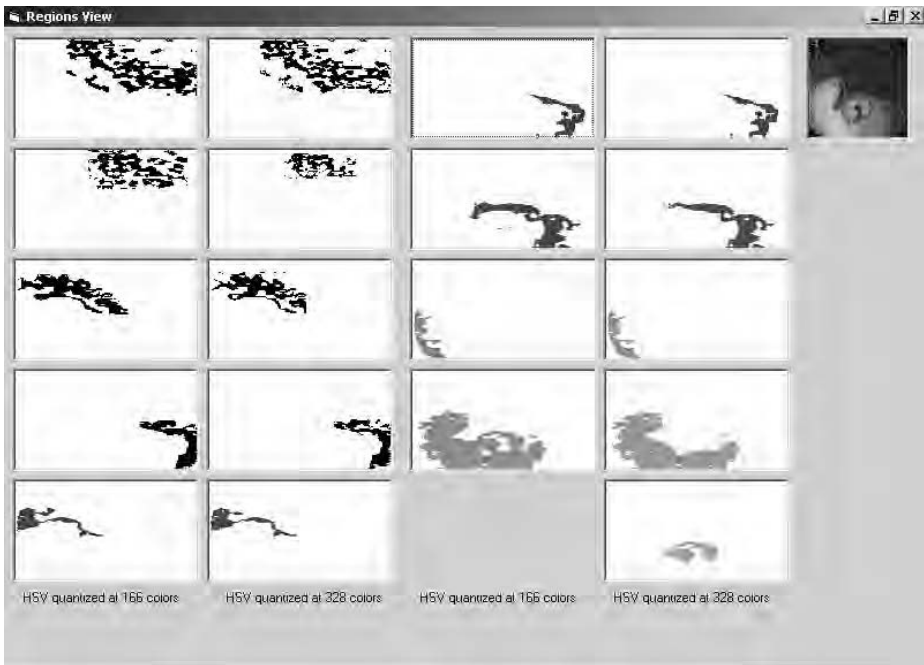 Regions View
HSV quantized at 166 colors
HSV quantized at 328 colors
HSV quantized at 166 colors
HSV quantized at 328 colors